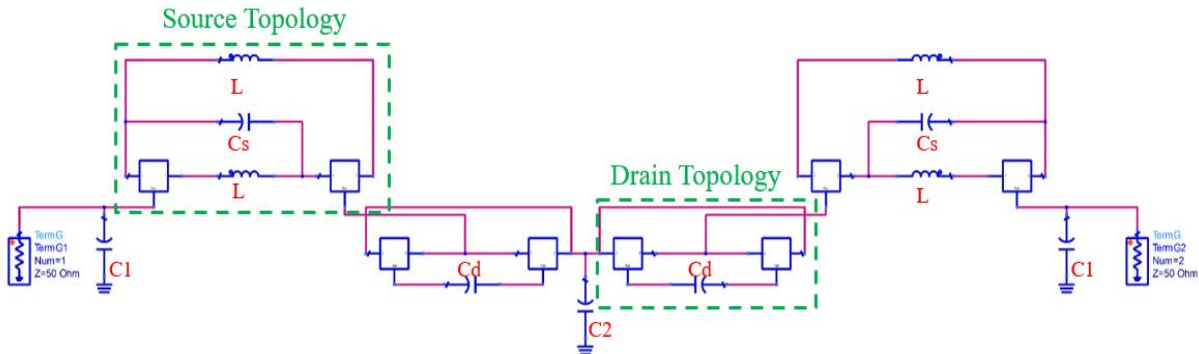 Source Topology
L
Cs
L
Drain Topology
L
Cs
L
TermG
TermG1
Num=1
Z=50 Ohm
C1
Cd
Cd
C2
C1
TermG
TermG2
Num=2
Z=50 Ohm